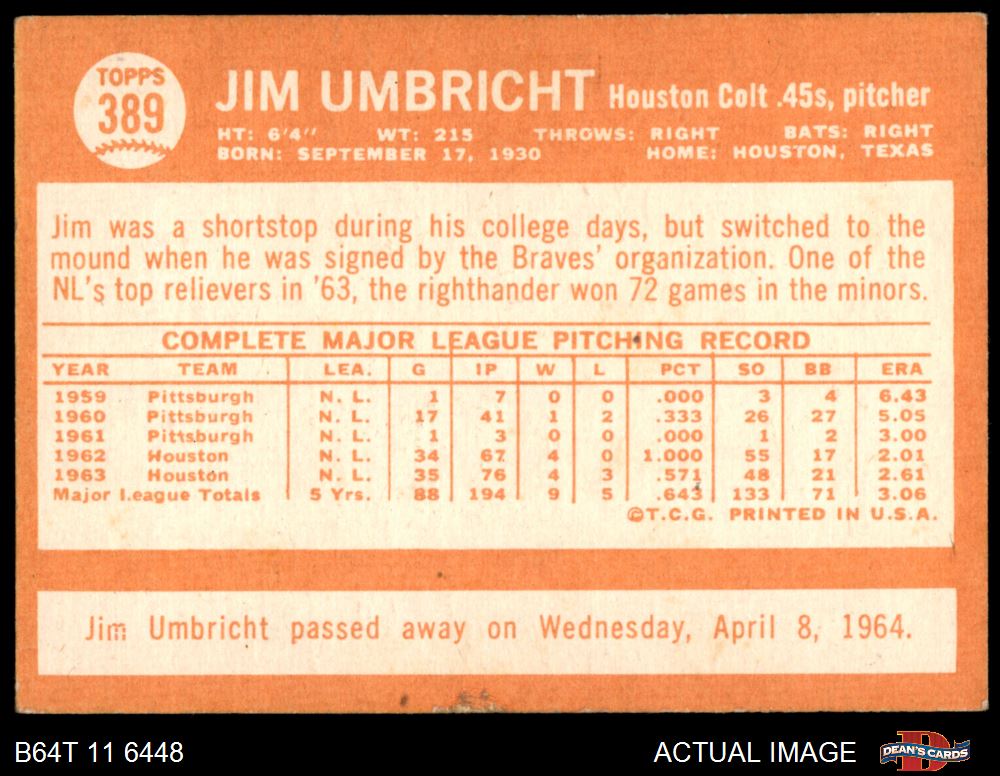 TOPPS
389
JIM UMBRICHT Houston Colt .45s, pitcher
HT: 6'4" WT: 215 THROWS: RIGHT BATS: RIGHT
BORN: SEPTEMBER 17, 1930 HOME: HOUSTON, TEXAS
Jim was a shortstop during his college days, but switched to the
mound when he was signed by the Braves' organization. One of the
NL's top relievers in '63, the righthander won 72 games in the minors.
COMPLETE MAJOR LEAGUE PITCHING RECORD
YEAR TEAM LEA. G IP W L PCT SO BB ERA
1959 Pittsburgh N. L. 1 7 0 0 .000 3 4 6.43
1960 Pittsburgh N. L. 17 41 1 2 .333 26 27 5.05
1961 Pittsburgh N. L. 1 3 0 0 .000 1 2 3.00
1962 Houston N. L. 34 67 4 0 1.000 55 17 2.01
1963 Houston N. L. 35 76 4 3 .571 48 21 2.61
Major League Totals 5 Yrs. 88 194 9 5 .643 133 71 3.06
©T.C.G. PRINTED IN U.S.A.
Jim Umbricht passed away on Wednesday, April 8, 1964.
B64T 11 6448 ACTUAL IMAGE DEAN'S CARDS